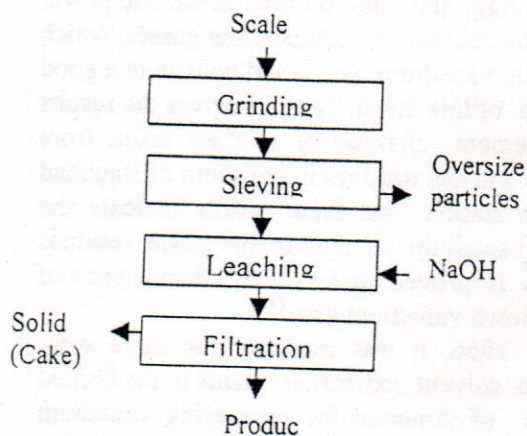 Scale
Grinding
Sieving
Oversize
particles
Leaching
NaOH
Solid
(Cake)
Filtration
Produc